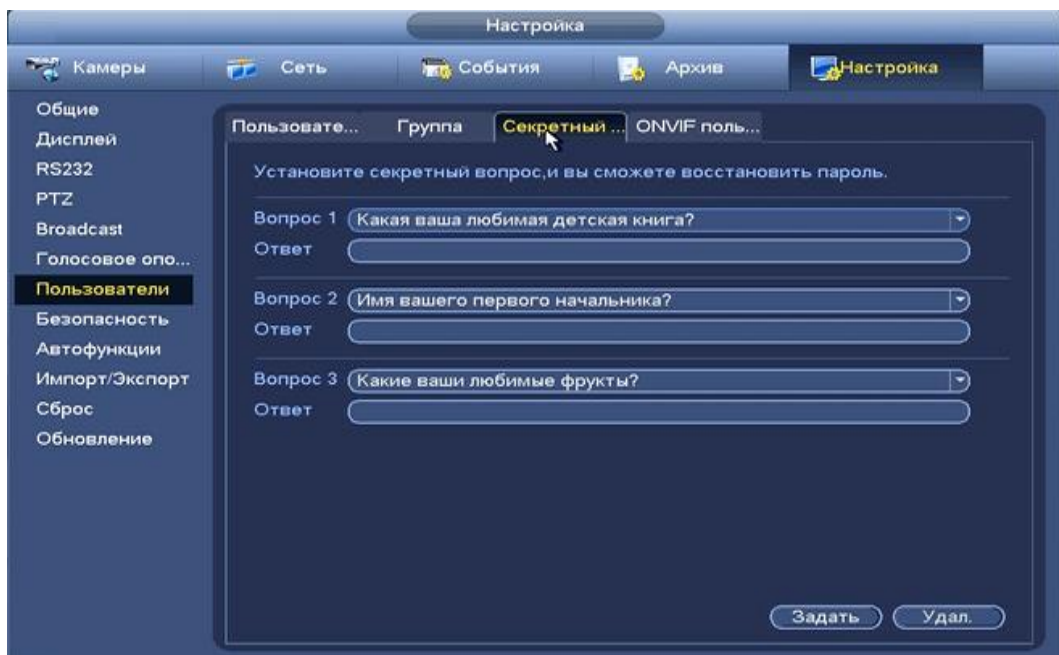 Настройка
Камеры Сеть События Архив Настройка
Общие
Дисплей
RS232
PTZ
Broadcast
Голосовое опо...
Пользователи
Безопасность
Автофункции
Импорт/Экспорт
Сброс
Обновление
Пользовате... Группа Секретный ... ONVIF поль...
Установите секретный вопрос,и вы сможете восстановить пароль.
Вопрос 1 Какая ваша любимая детская книга?
Ответ
Вопрос 2 Имя вашего первого начальника?
Ответ
Вопрос 3 Какие ваши любимые фрукты?
Ответ
Задать Удал.